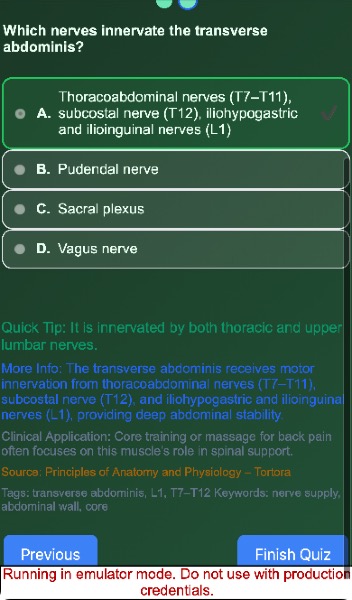 Which nerves innervate the transverse
abdominis?
A. Thoracoabdominal nerves (T7–T11),
subcostal nerve (T12), iliohypogastric
and ilioinguinal nerves (L1)
B. Pudendal nerve
C. Sacral plexus
D. Vagus nerve
Quick Tip: It is innervated by both thoracic and upper
lumbar nerves.
More Info: The transverse abdominis receives motor
innervation from thoracoabdominal nerves (T7–T11),
subcostal nerve (T12), and iliohypogastric and ilioinguinal
nerves (L1), providing deep abdominal stability.
Clinical Application: Core training or massage for back pain
often focuses on this muscle's role in spinal support.
Source: Principles of Anatomy and Physiology – Tortora
Tags: transverse abdominis, L1, T7–T12 Keywords: nerve supply,
abdominal wall, core
Previous
Finish Quiz
Running in emulator mode. Do not use with production
credentials.